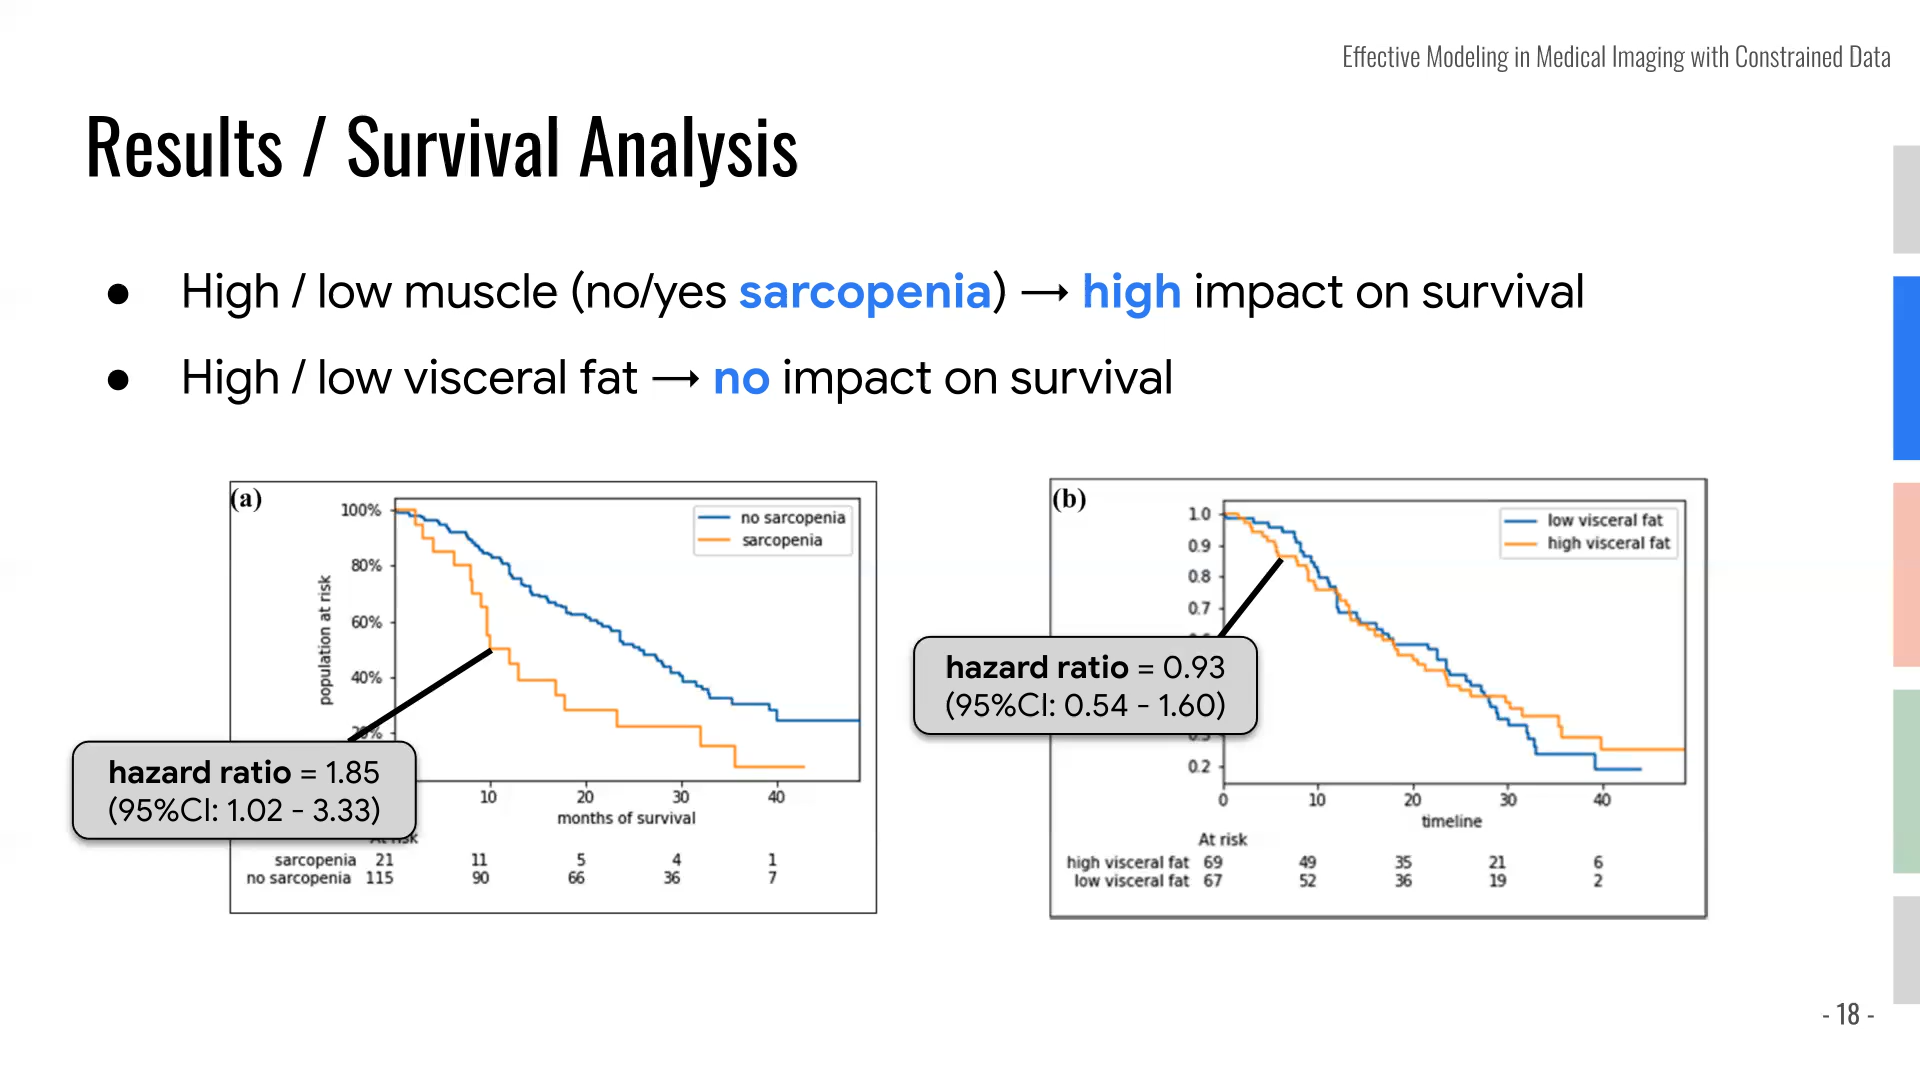 Effective Modeling in Medical Imaging with Constrained Data
Results / Survival Analysis
● High / low muscle (no/yes sarcopenia) → high impact on survival
● High / low visceral fat → no impact on survival
(a)
100%
80%
60%
40%
population at risk
no sarcopenia
sarcopenia
hazard ratio = 1.85
(95%CI: 1.02 - 3.33)
10 20 30 40
months of survival
sarcopenia 21 11 5 4 1
no sarcopenia 115 90 66 36 7
(b)
1.0
0.9
0.8
0.7
0.2
low visceral fat
high visceral fat
hazard ratio = 0.93
(95%CI: 0.54 - 1.60)
0 10 20 30 40
timeline
At risk
high visceral fat 69 49 35 21 6
low visceral fat 67 52 36 19 2
- 18 -